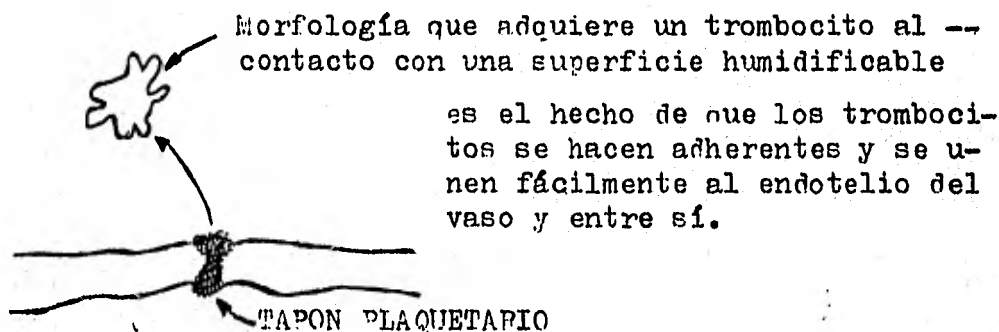 Morfología que adquiere un trombocito al --
contacto con una superficie humidificable
es el hecho de que los tromboci-
tos se hacen adherentes y se u-
nen fácilmente al endotelio del
vaso y entre sí.
TAPON PLAQUETARIO